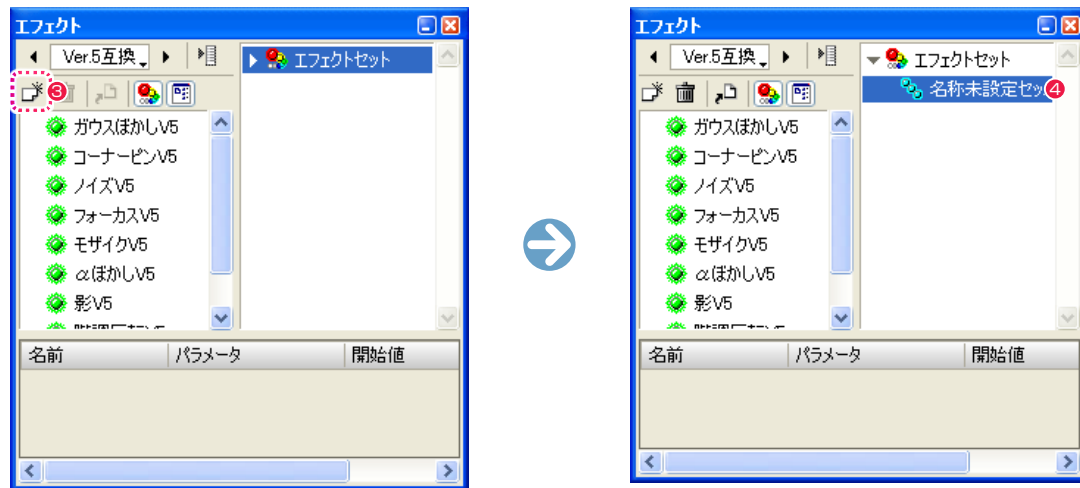 エフェクト
Ver.5互換
エフェクトセット
3
ガウスぼかしV5
コーナーピンV5
ノイズV5
フォーカスV5
モザイクV5
αぼかしV5
影V5
名前 パラメータ 開始値
エフェクト
Ver.5互換
エフェクトセット
名称未設定セッ
4
ガウスぼかしV5
コーナーピンV5
ノイズV5
フォーカスV5
モザイクV5
αぼかしV5
影V5
名前 パラメータ 開始値